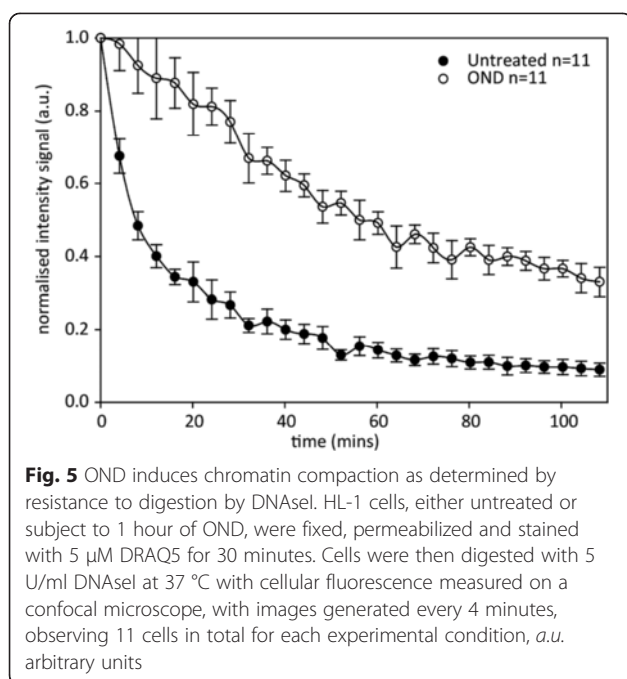 1.0
0.8
0.6
0.4
0.2
0.0
normalised intensity signal (a.u.)
Untreated n=11
OND n=11
0
20
40
60
80
100
time (mins)
Fig. 5 OND induces chromatin compaction as determined by
resistance to digestion by DNAseI. HL-1 cells, either untreated or
subject to 1 hour of OND, were fixed, permeabilized and stained
with 5 μM DRAQ5 for 30 minutes. Cells were then digested with 5
U/ml DNAseI at 37 °C with cellular fluorescence measured on a
confocal microscope, with images generated every 4 minutes,
observing 11 cells in total for each experimental condition, a.u.
arbitrary units